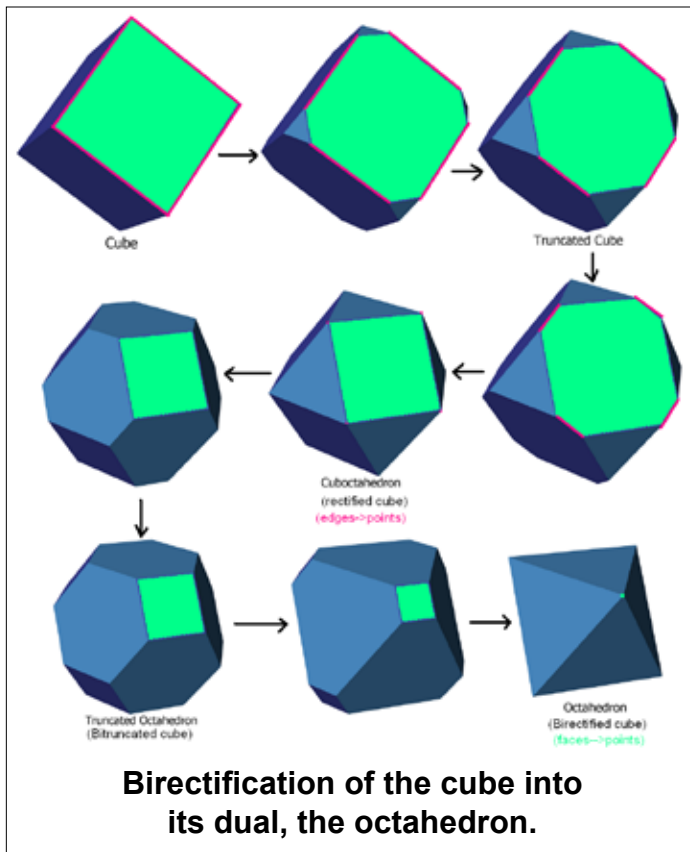 Cube
Truncated Cube
Cuboctahedron
(rectified cube)
(edges->points)
Truncated Octahedron
(Bitruncated cube)
Octahedron
(Birectified cube)
(faces-->points)
Birectification of the cube into
its dual, the octahedron.